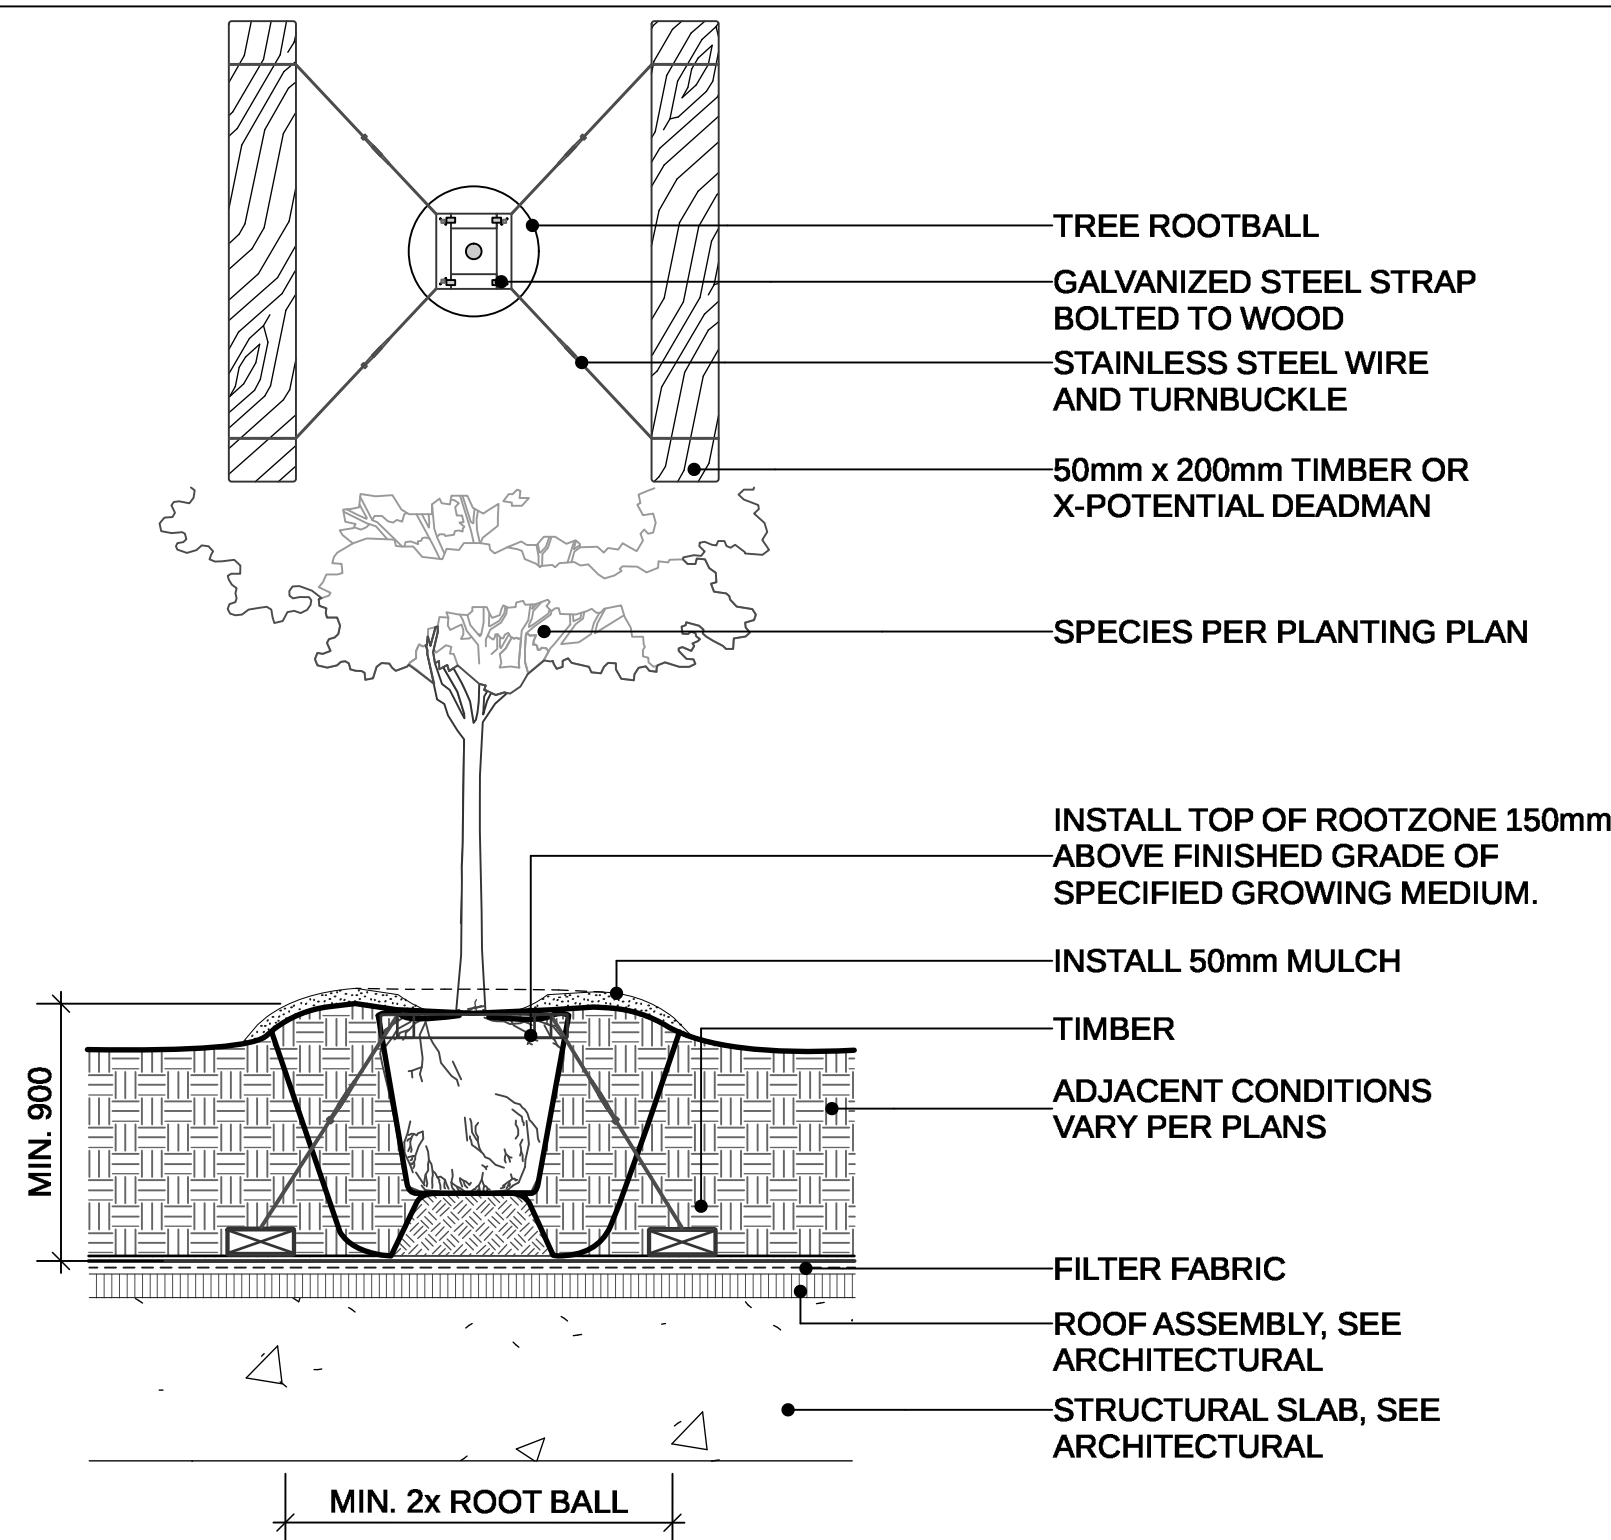 TREE ROOTBALL
GALVANIZED STEEL STRAP
BOLTED TO WOOD
STAINLESS STEEL WIRE
AND TURNBUCKLE
50mm x 200mm TIMBER OR
X-POTENTIAL DEADMAN
SPECIES PER PLANTING PLAN
INSTALL TOP OF ROOTZONE 150mm
ABOVE FINISHED GRADE OF
SPECIFIED GROWING MEDIUM.
INSTALL 50mm MULCH
TIMBER
ADJACENT CONDITIONS
VARY PER PLANS
MIN. 900
FILTER FABRIC
ROOF ASSEMBLY, SEE
ARCHITECTURAL
STRUCTURAL SLAB, SEE
ARCHITECTURAL
MIN. 2x ROOT BALL